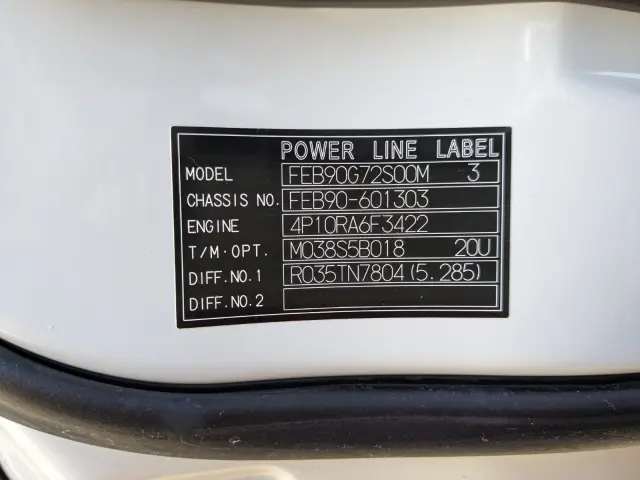 POWER LINE LABEL
MODEL FEB90G72S00M 3
CHASSIS NO. FEB90-601303
ENGINE 4P10RA6F3422
T/M·OPT. M038S5B018 20U
DIFF.NO.1 R035TN7804(5.285)
DIFF.NO.2